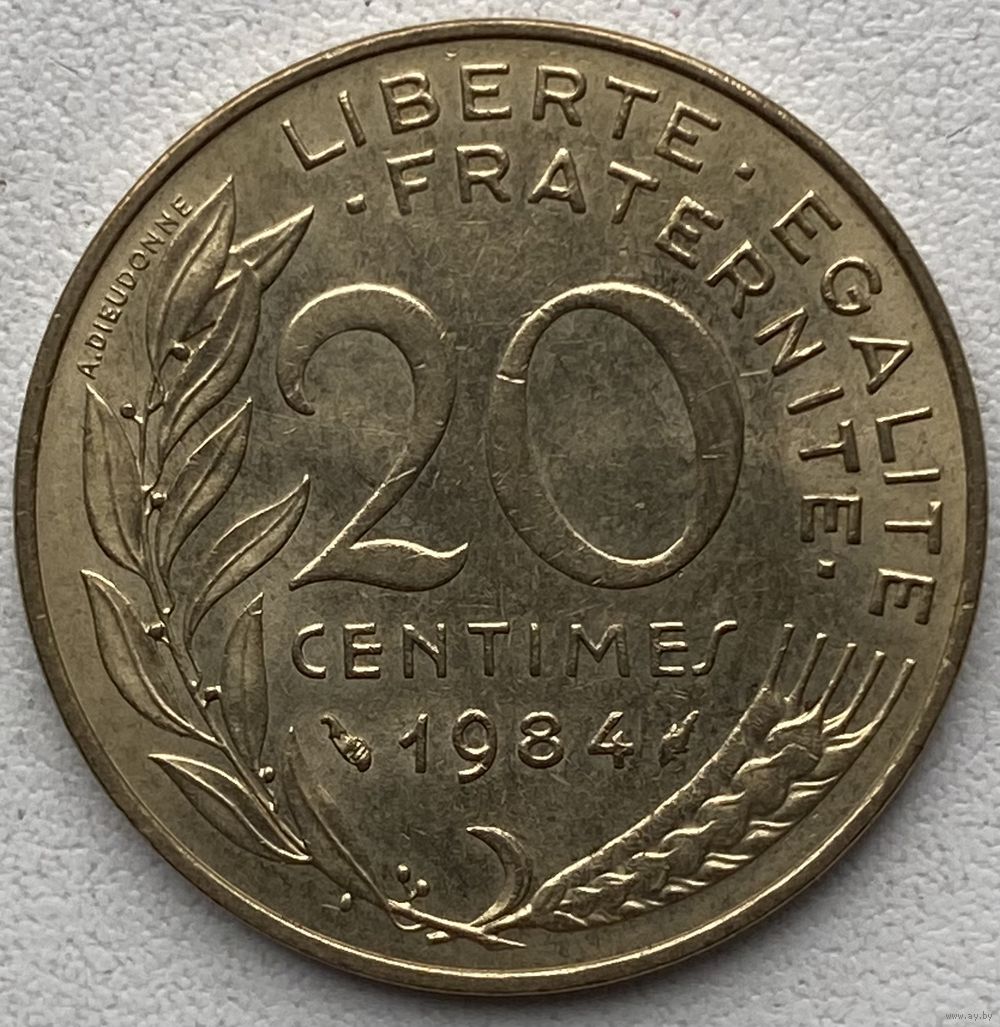 LIBERTE · EGALITE
· FRATERNITE ·
A.DIEUDONNE
20
CENTIMES
1984
www.ay.by